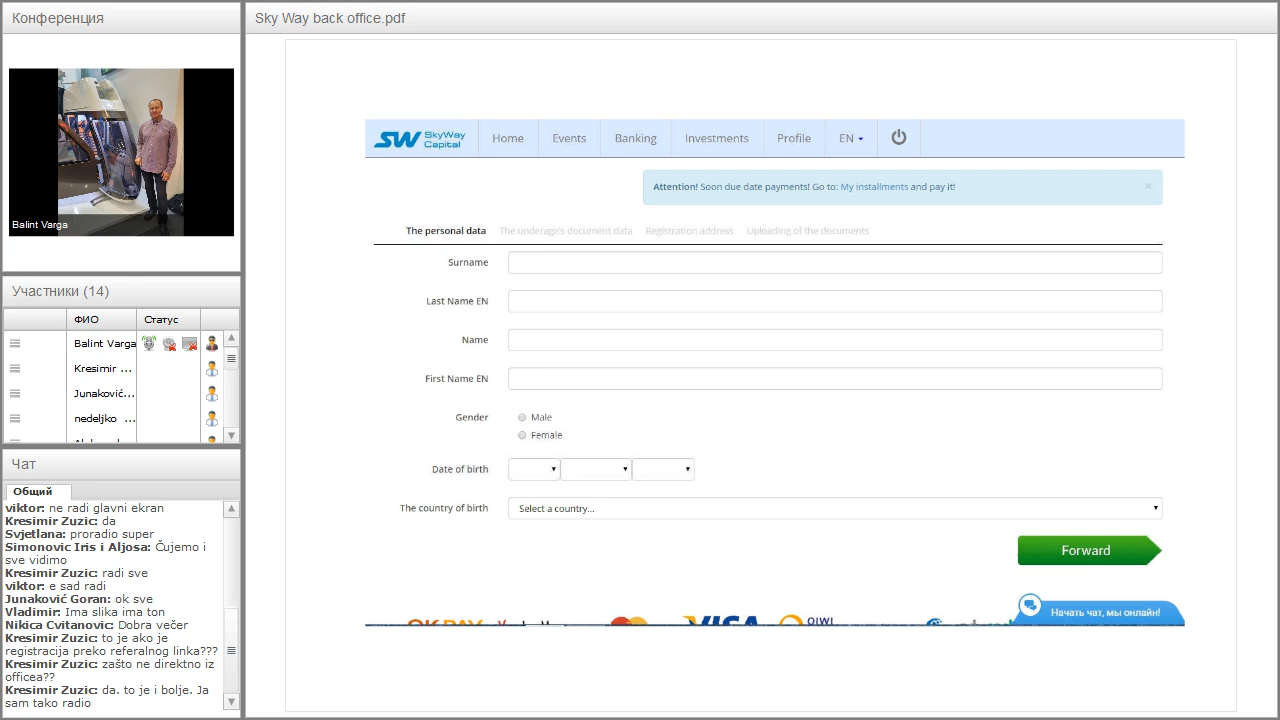 Конференция
Balint Varga
Участники (14)
ФИО Статус
Balint Varga
Kresimir ...
Junaković...
nedeljko ...
Чат
Общий
viktor: ne radi glavni ekran
Kresimir Zuzic: da
Svjetlana: proradio super
Simonovic Iris i Aljosa: Čujemo i
sve vidimo
Kresimir Zuzic: radi sve
viktor: e sad radi
Junaković Goran: ok sve
Vladimir: Ima slika ima ton
Nikica Cvitanovic: Dobra večer
Kresimir Zuzic: to je ako je
registracija preko referalnog linka???
Kresimir Zuzic: zašto ne direktno iz
officea??
Kresimir Zuzic: da. to je i bolje. Ja
sam tako radio
Sky Way back office.pdf
SW SkyWay Capital Home Events Banking Investments Profile EN
Attention! Soon due date payments! Go to: My installments and pay it! ×
The personal data The underage's document data Registration address Uploading of the documents
Surname
Last Name EN
Name
First Name EN
Gender
Male
Female
Date of birth
The country of birth Select a country...
Forward
Начать чат, мы онлайн!
OKPAY VISA QIWI